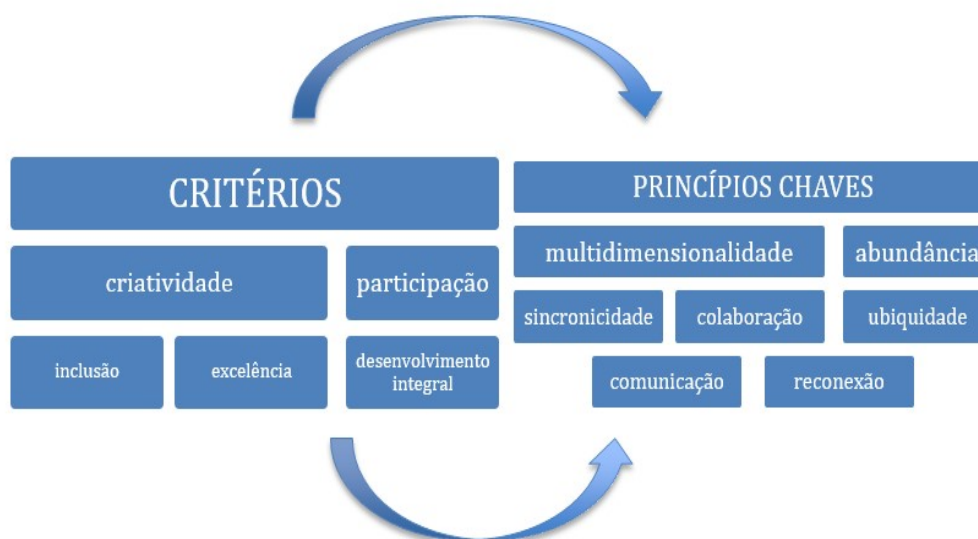 CRITÉRIOS
criatividade
participação
inclusão
excelência
desenvolvimento
integral
PRINCÍPIOS CHAVES
multidimensionalidade
abundância
sincronicidade
colaboração
ubiquidade
comunicação
reconexão